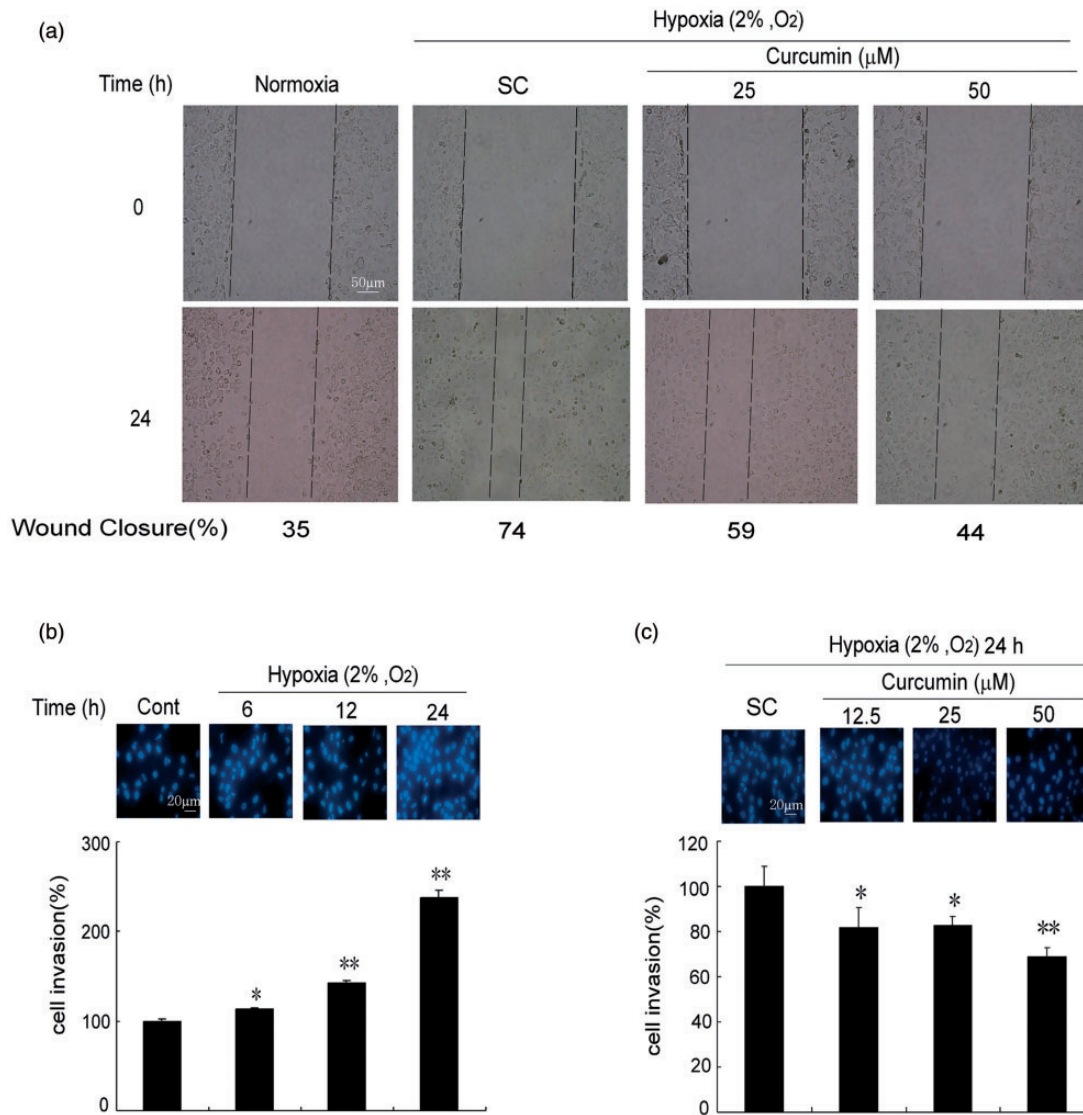 (a)
Hypoxia (2% ,O2)
Curcumin (μM)
Time (h) Normoxia SC 25 50
0
50μm
24
Wound Closure(%) 35 74 59 44
(b)
Hypoxia (2% ,O2)
Time (h) Cont 6 12 24
20μm
300
200
100
0
cell invasion(%)
*
**
**
(c)
Hypoxia (2% ,O2) 24 h
Curcumin (μM)
SC 12.5 25 50
20μm
120
100
80
60
40
20
0
cell invasion(%)
*
*
**